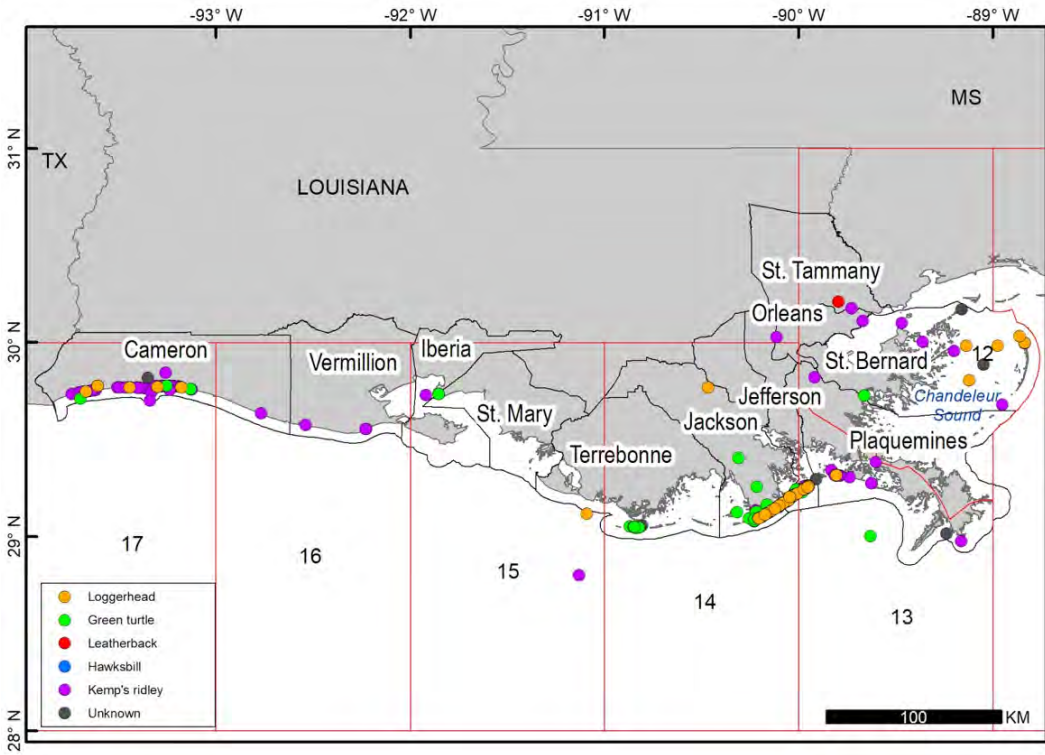 -93° W
-92° W
-91° W
-90° W
-89° W
31° N
30° N
29° N
28° N
TX
MS
LOUISIANA
St. Tammany
Orleans
Cameron
Vermillion
Iberia
St. Bernard
12
St. Mary
Jefferson
Chandeleur
Sound
Jackson
Plaquemines
Terrebonne
17
16
15
14
13
Loggerhead
Green turtle
Leatherback
Hawksbill
Kemp's ridley
Unknown
100 KM